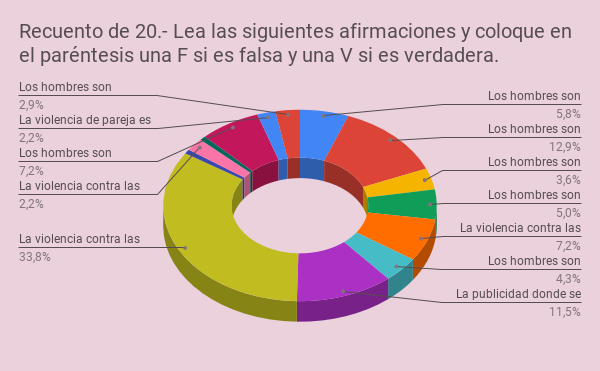 Recuento de 20.- Lea las siguientes afirmaciones y coloque en
el paréntesis una F si es falsa y una V si es verdadera.
Los hombres son
2,9%
La violencia de pareja es
2,2%
Los hombres son
7,2%
La violencia contra las
2,2%
La violencia contra las
33,8%
Los hombres son
5,8%
Los hombres son
12,9%
Los hombres son
3,6%
Los hombres son
5,0%
La violencia contra las
7,2%
Los hombres son
4,3%
La publicidad donde se
11,5%